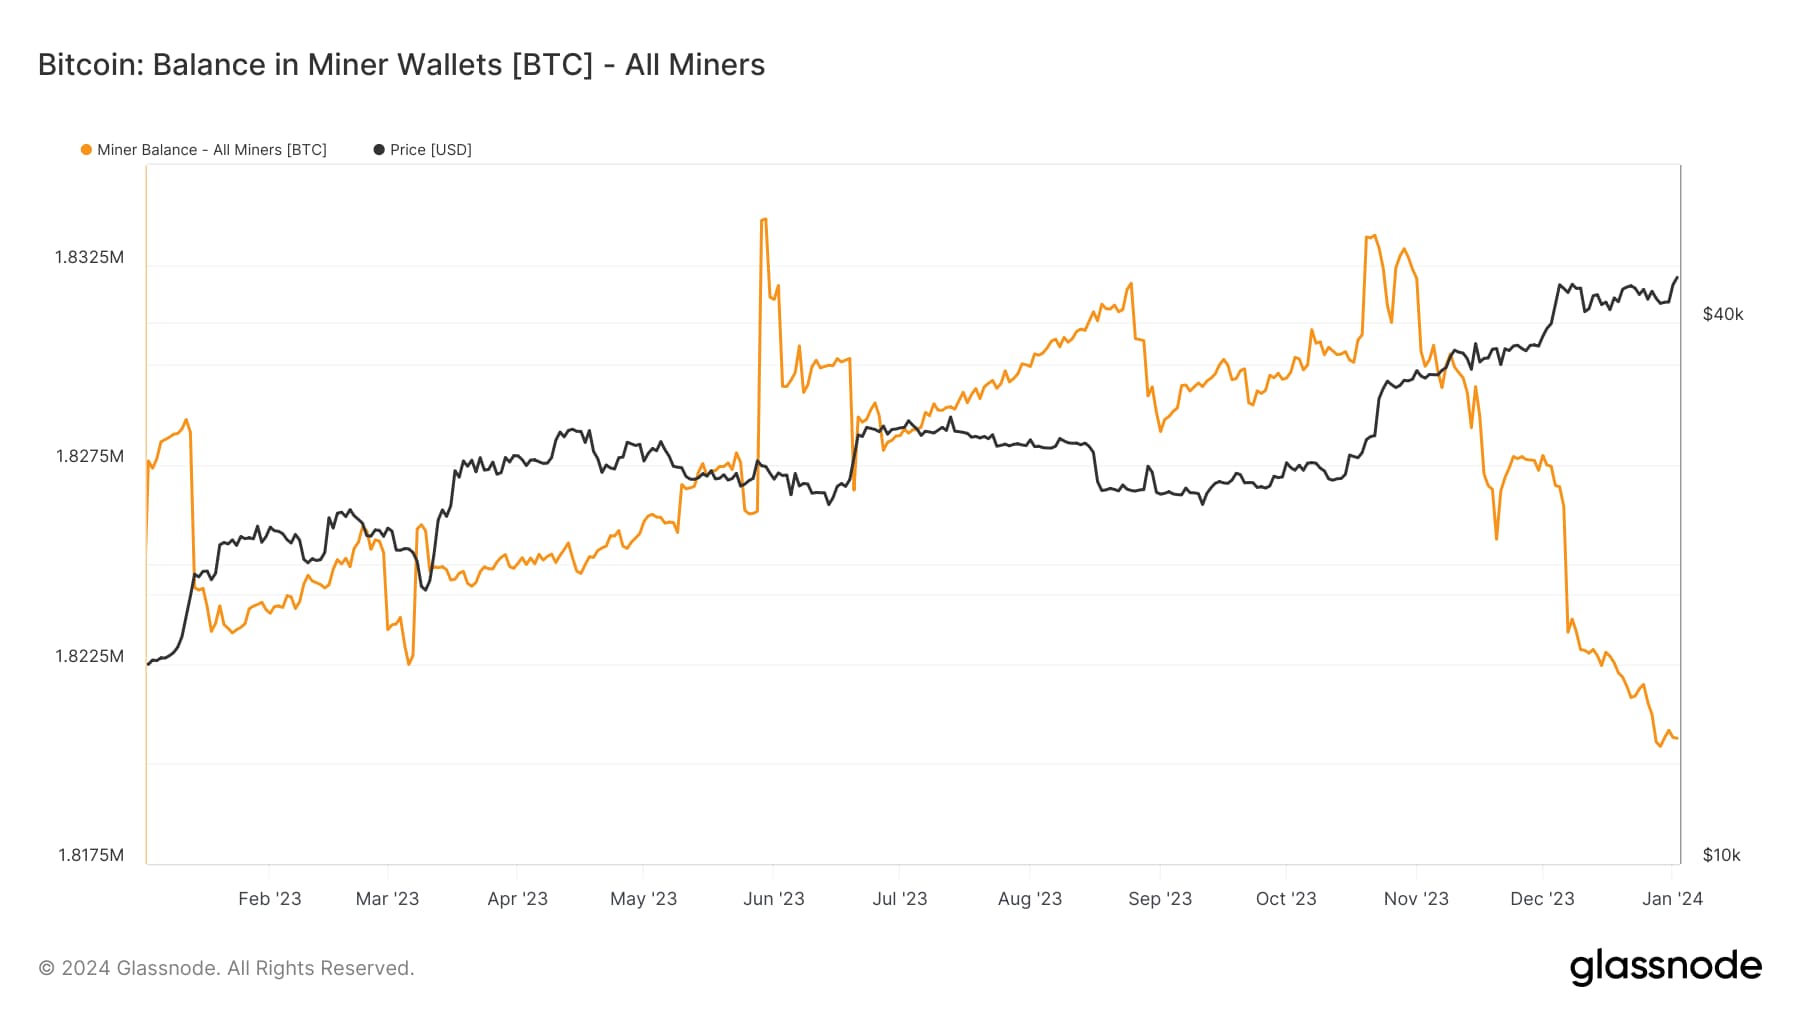 Bitcoin: Balance in Miner Wallets [BTC] - All Miners
Miner Balance - All Miners [BTC] Price [USD]
1.8325M
$40k
1.8275M
1.8225M
1.8175M
$10k
Feb '23 Mar '23 Apr '23 May '23 Jun '23 Jul '23 Aug '23 Sep '23 Oct '23 Nov '23 Dec '23 Jan '24
© 2024 Glassnode. All Rights Reserved.
glassnode